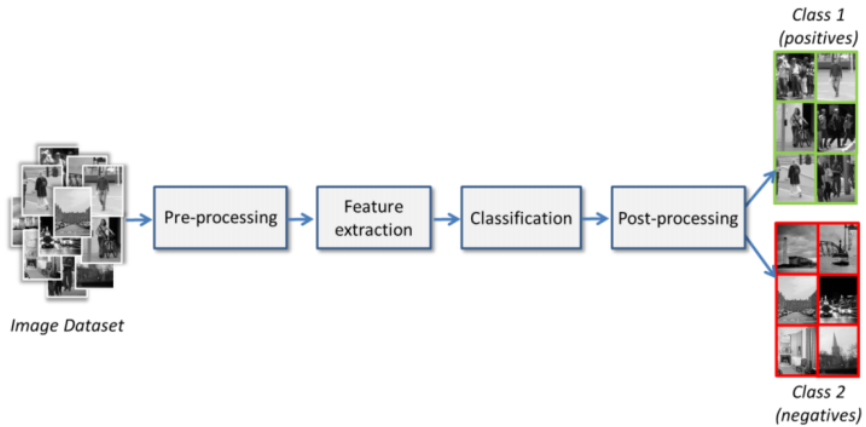 Class 1
(positives)
Pre-processing
Feature
extraction
Classification
Post-processing
Image Dataset
Class 2
(negatives)